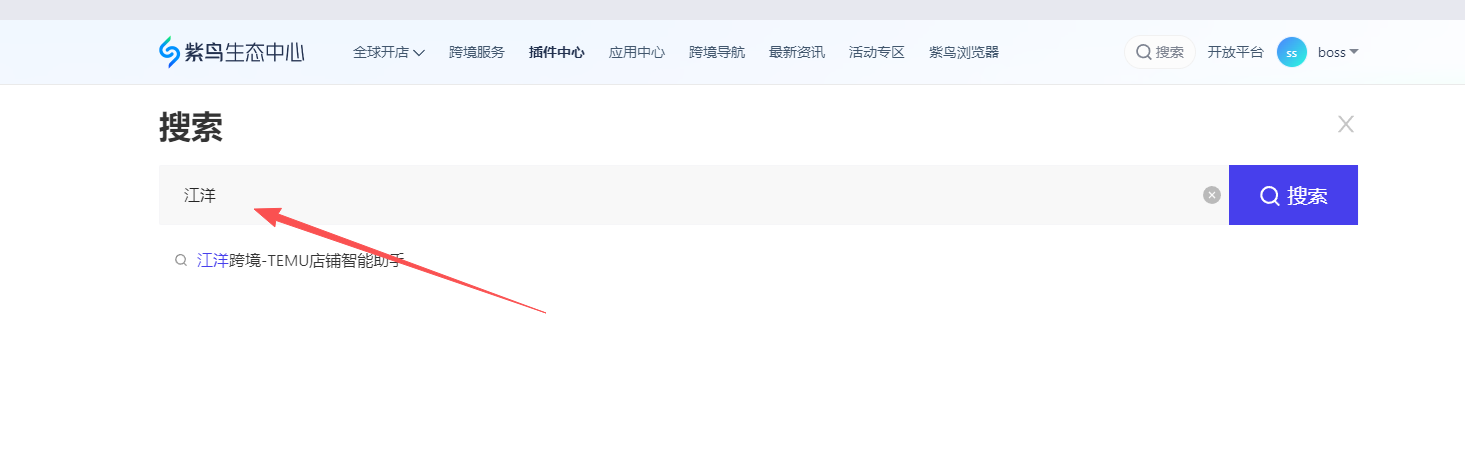 紫鸟生态中心 全球开店 跨境服务 插件中心 应用中心 跨境导航 最新资讯 活动专区 紫鸟浏览器 搜索 开放平台 ss boss
搜索
江洋 搜索
江洋跨境-TEMU店铺智能助手